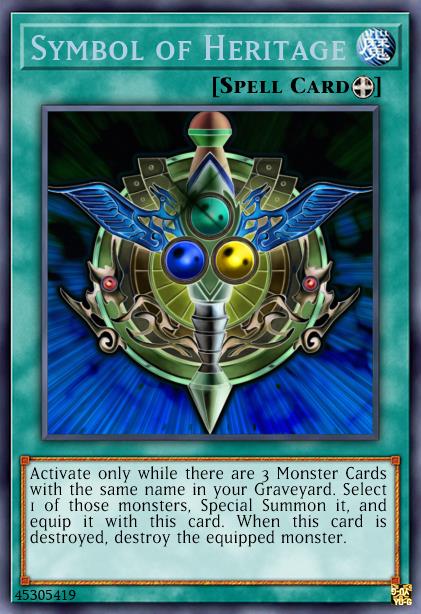 Symbol of Heritage
魔
[Spell Card]
Activate only while there are 3 Monster Cards
with the same name in your Graveyard. Select
1 of those monsters, Special Summon it, and
equip it with this card. When this card is
destroyed, destroy the equipped monster.
45305419